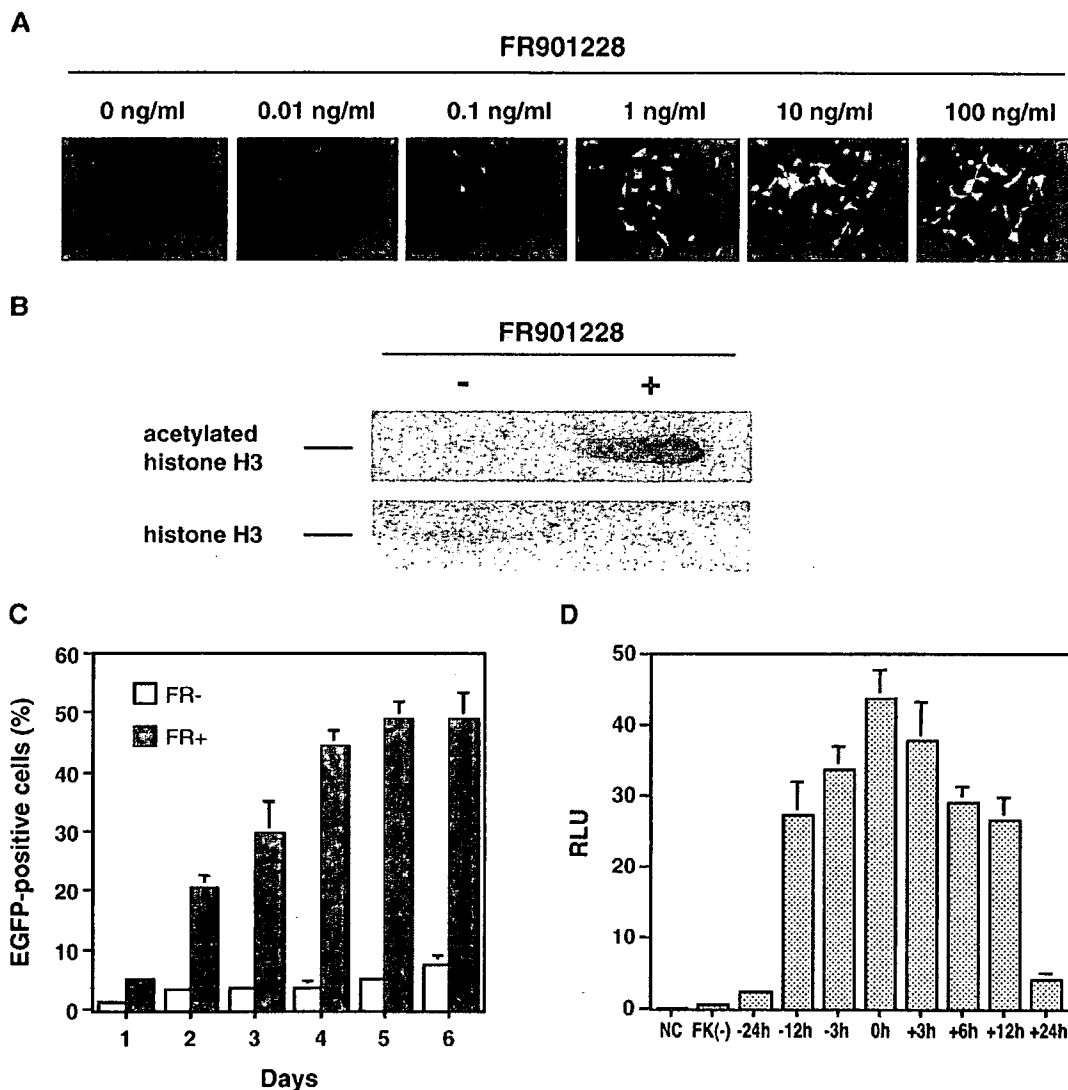 A
FR901228
0 ng/ml 0.01 ng/ml 0.1 ng/ml 1 ng/ml 10 ng/ml 100 ng/ml
B
FR901228
- +
acetylated
histone H3
histone H3
C
EGFP-positive cells (%)
60
50
40
30
20
10
0
FR-
FR+
1 2 3 4 5 6
Days
D
RLU
50
40
30
20
10
0
NC FK(-) -24h -12h -3h 0h +3h +6h +12h +24h